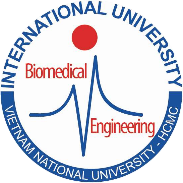 INTERNATIONAL UNIVERSITY
Biomedical
Engineering
VIETNAM NATIONAL UNIVERSITY - HCMC